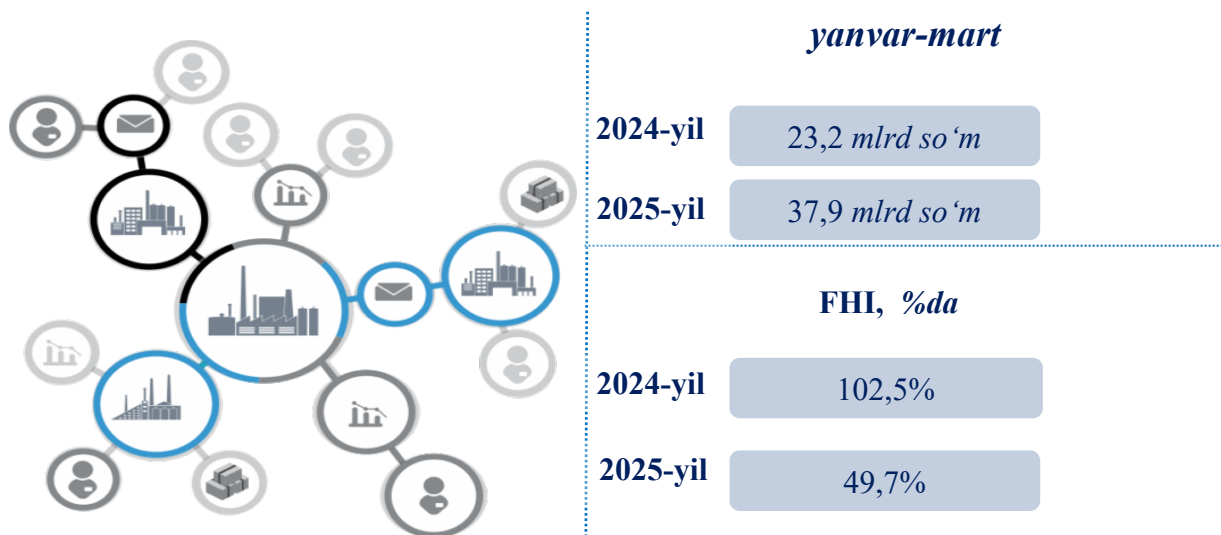 yanvar-mart
2024-yil 23,2 mlrd so‘m
2025-yil 37,9 mlrd so‘m
FHI, %da
2024-yil 102,5%
2025-yil 49,7%